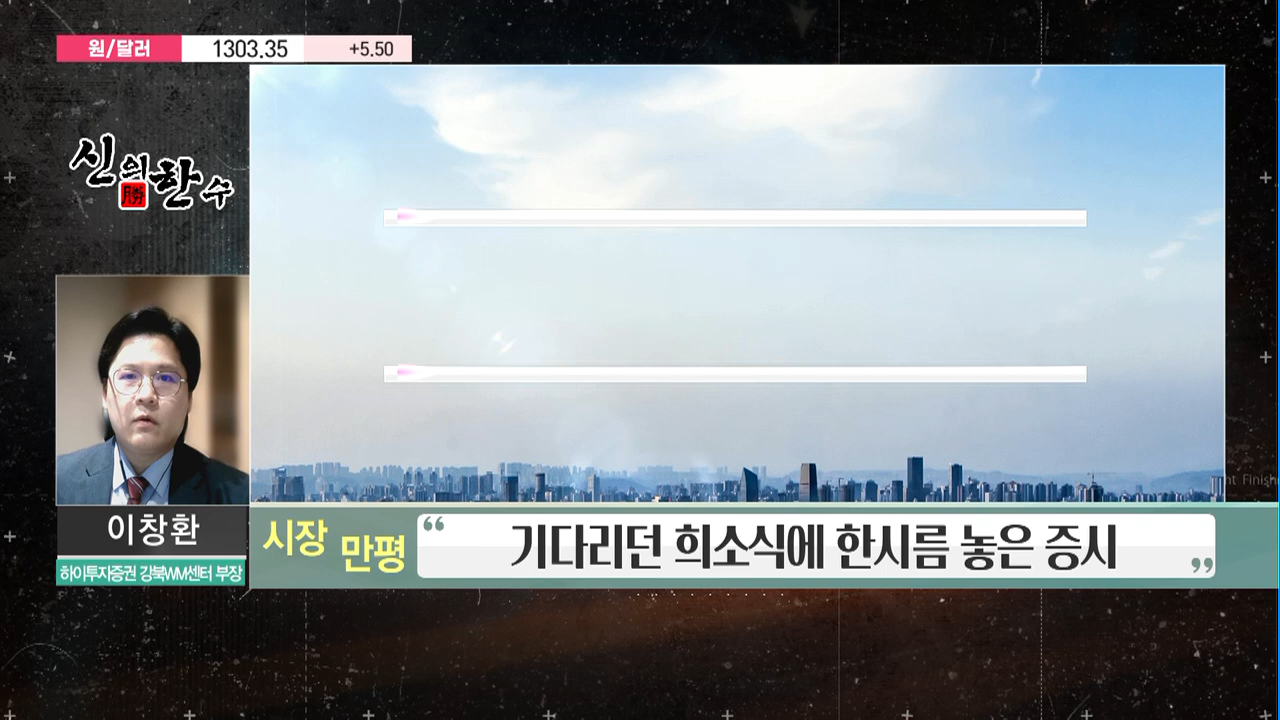 원/달러 1303.35 +5.50
신의한수
勝
이창환
하이투자증권 강북WM센터 부장
시장 만평
“ 기다리던 희소식에 한시름 놓은 증시 ”
nt Finish